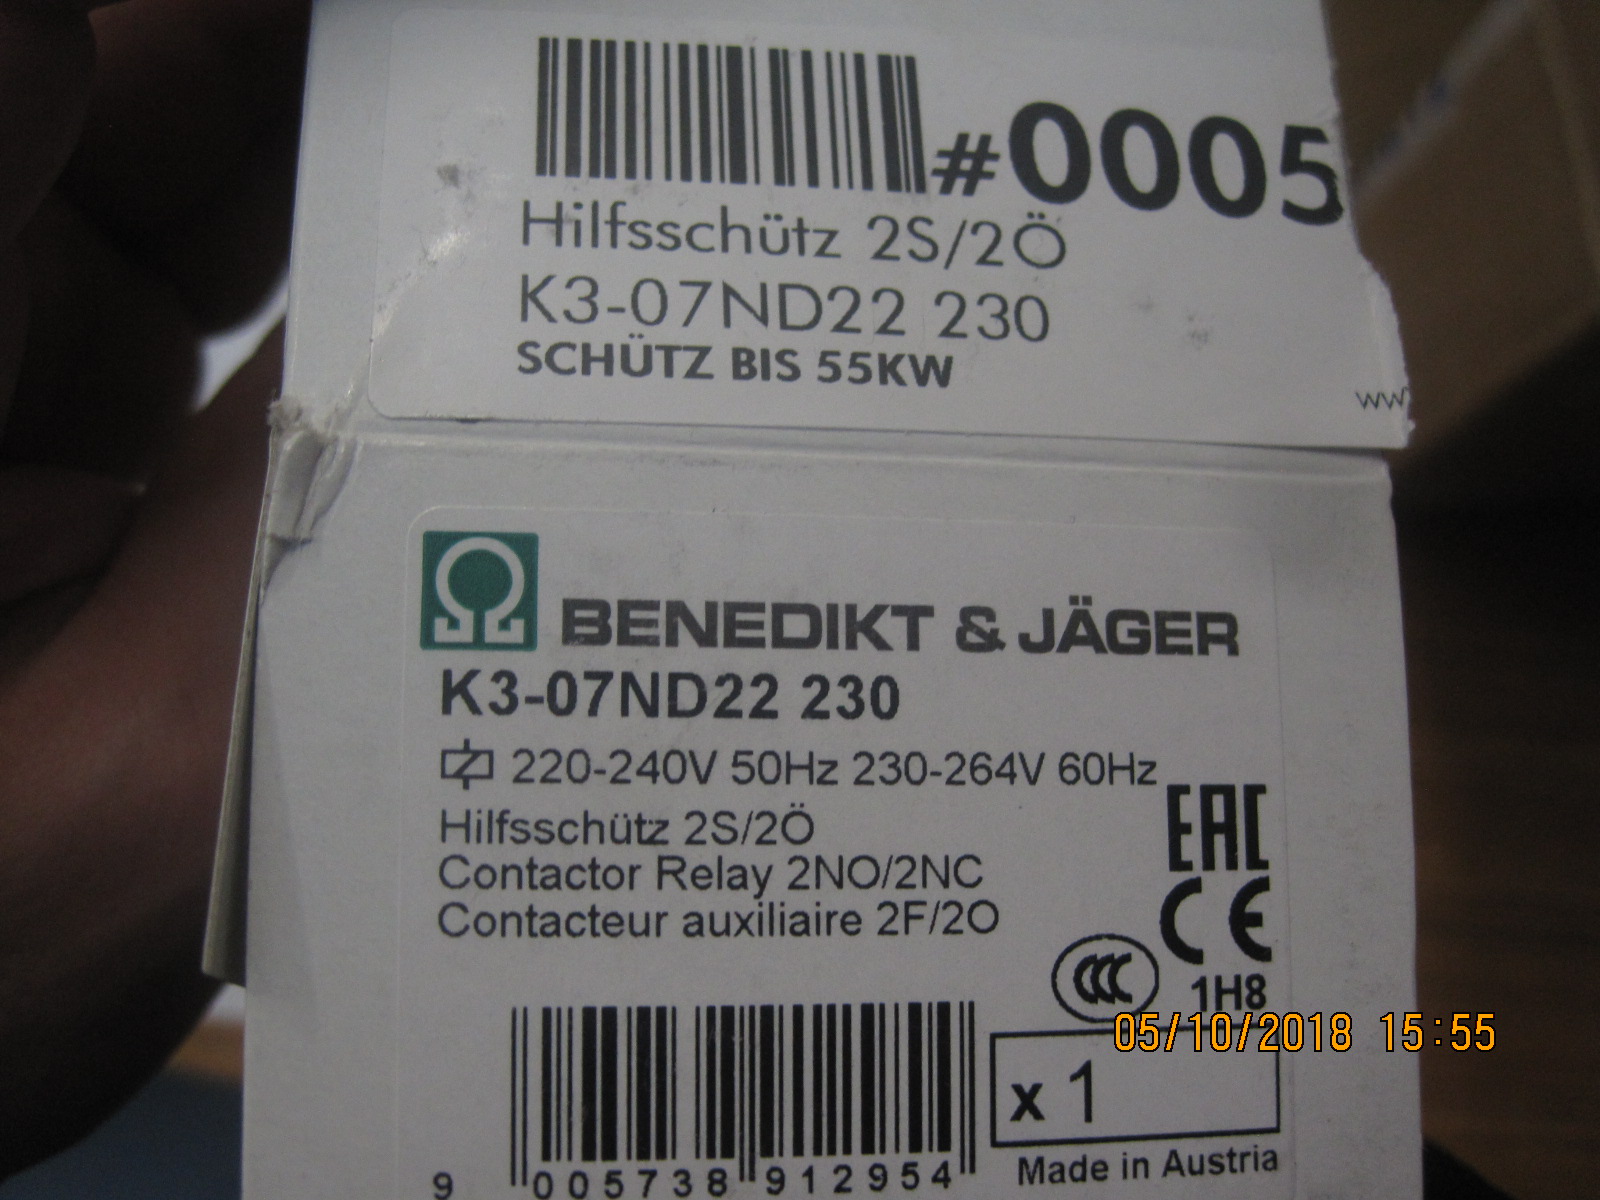 #0005
Hilfsschütz 2S/2Ö
K3-07ND22 230
SCHÜTZ BIS 55KW
BENEDIKT & JÄGER
K3-07ND22 230
220-240V 50Hz 230-264V 60Hz
Hilfsschütz 2S/2Ö
Contactor Relay 2NO/2NC
Contacteur auxiliaire 2F/2O
EAC
CE
CCC
1H8
05/10/2018 15:55
x 1
Made in Austria
9 005738 912954